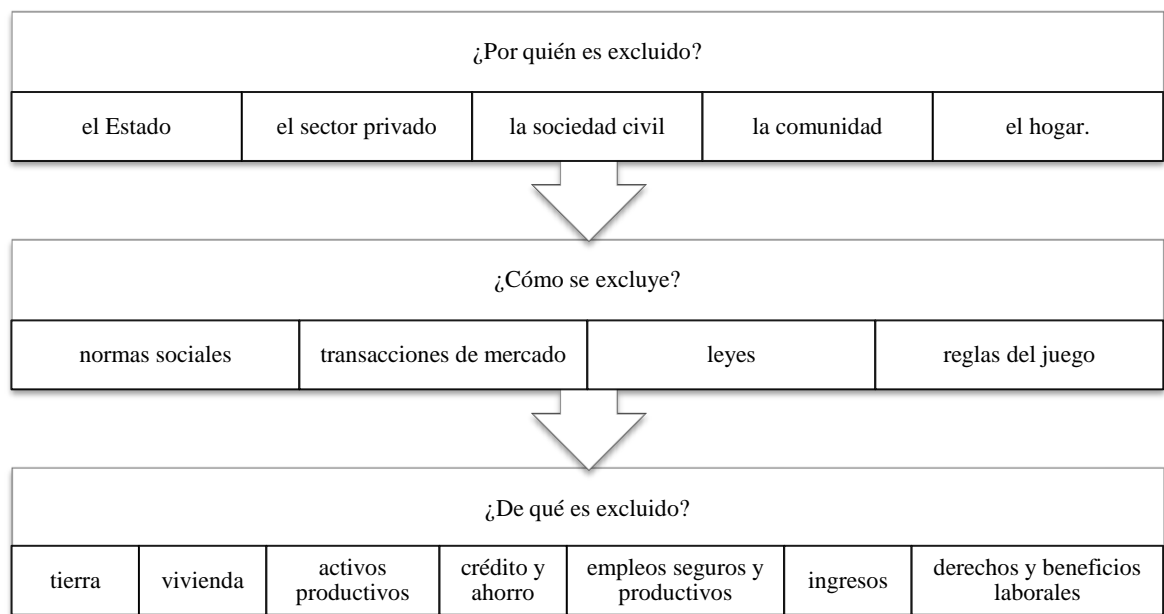 ¿Por quién es excluido?
el Estado el sector privado la sociedad civil la comunidad el hogar.
¿Cómo se excluye?
normas sociales transacciones de mercado leyes reglas del juego
¿De qué es excluido?
tierra
vivienda
activos
productivos
crédito y
ahorro
empleos seguros y
productivos
ingresos
derechos y beneficios
laborales